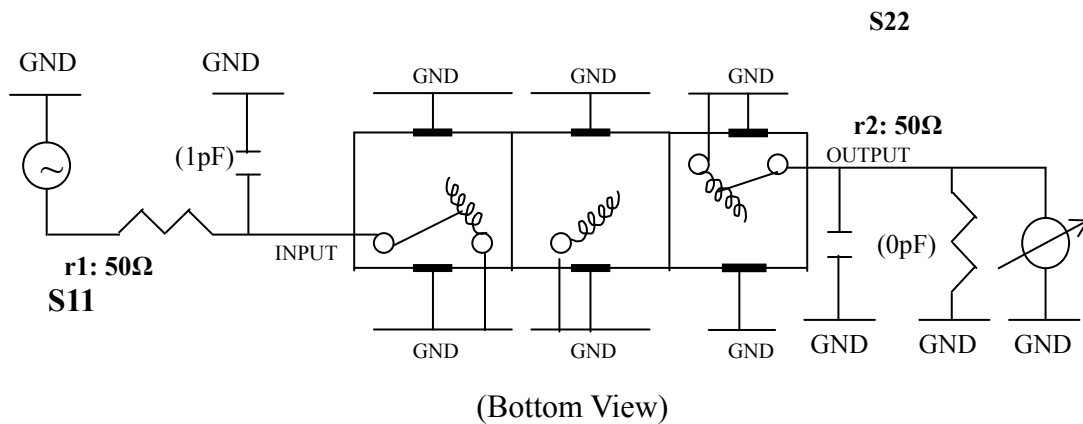 S22
GND
GND
GND
GND
GND
r2: 50Ω
(1pF)
OUTPUT
~
INPUT
(0pF)
r1: 50Ω
S11
GND
GND
GND
GND
GND
GND
(Bottom View)